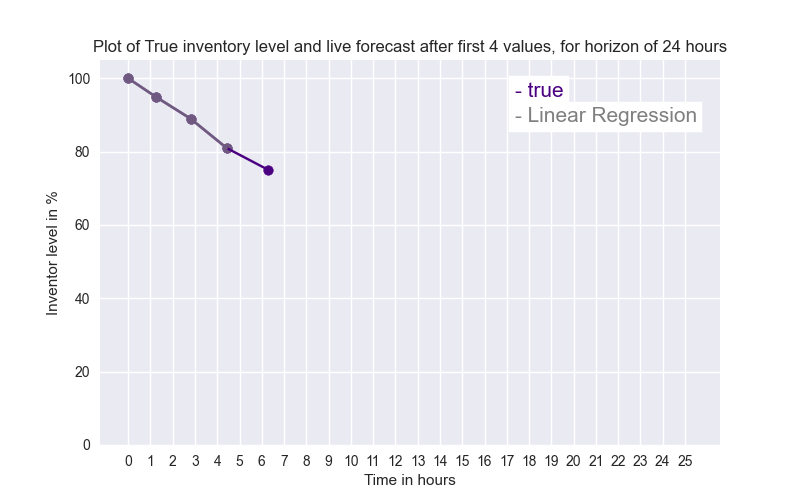 Plot of True inventory level and live forecast after first 4 values, for horizon of 24 hours
- true
- Linear Regression
100
80
60
40
20
0
Inventor level in %
0 1 2 3 4 5 6 7 8 9 10 11 12 13 14 15 16 17 18 19 20 21 22 23 24 25
Time in hours